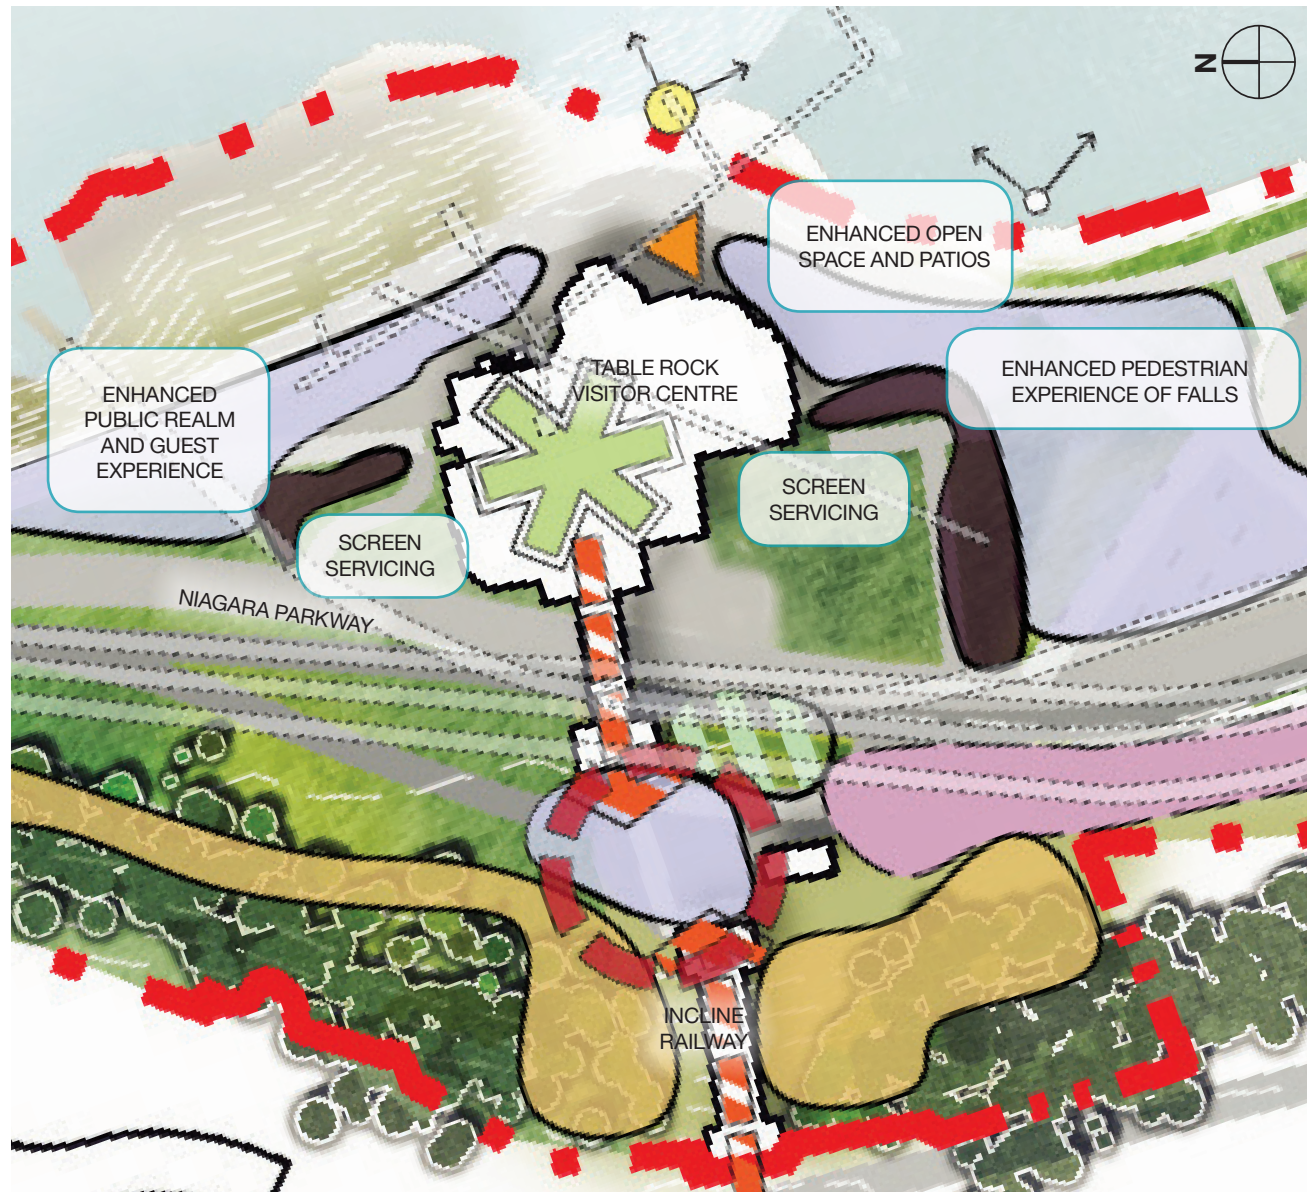 N
ENHANCED OPEN
SPACE AND PATIOS
ENHANCED PEDESTRIAN
EXPERIENCE OF FALLS
TABLE ROCK
VISITOR CENTRE
ENHANCED
PUBLIC REALM
AND GUEST
EXPERIENCE
SCREEN
SERVICING
SCREEN
SERVICING
NIAGARA PARKWAY
INCLINE
RAILWAY